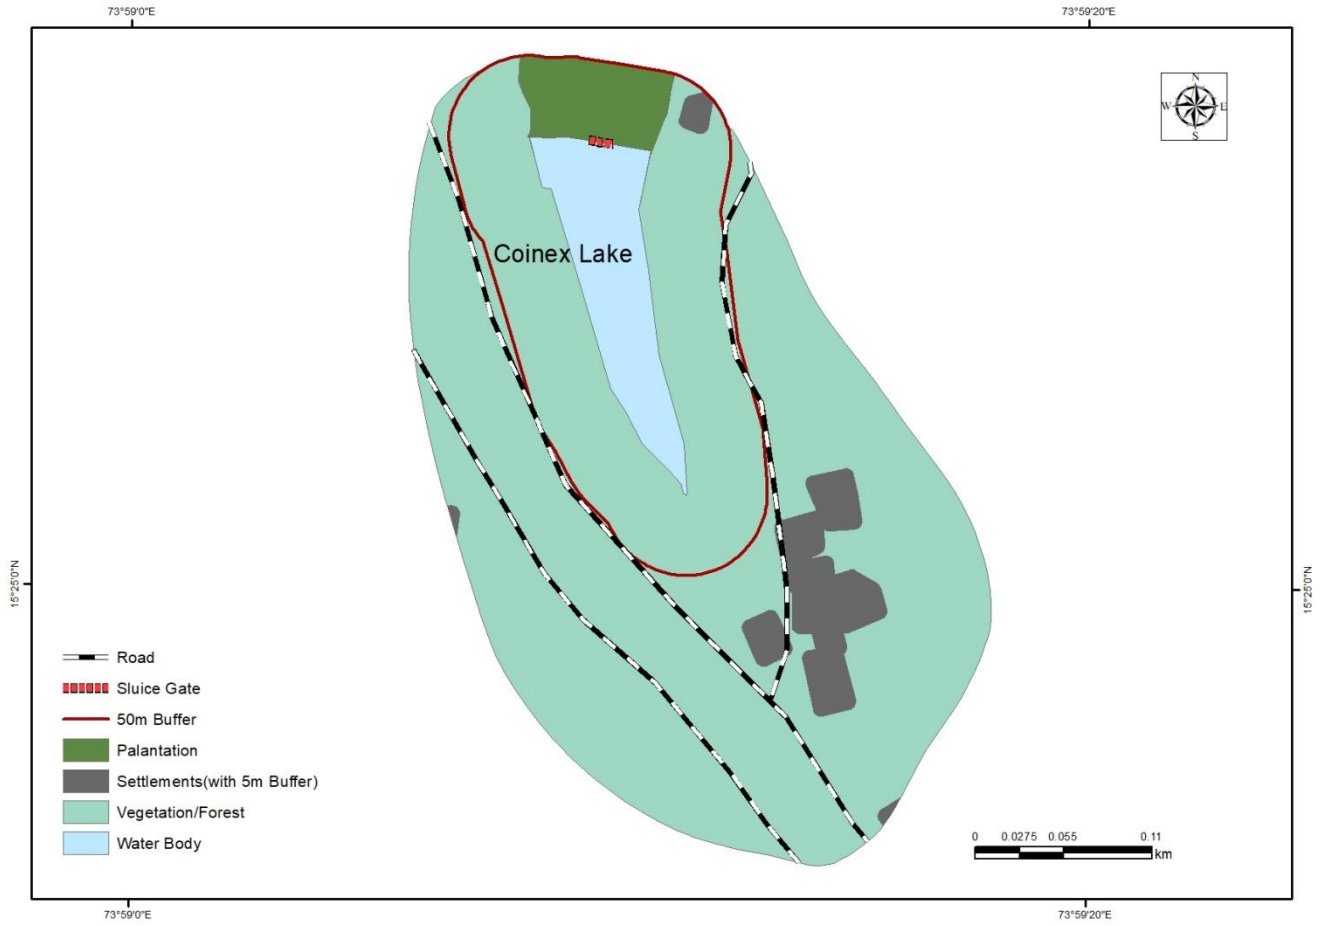 73°59'0"E
73°59'20"E
N
W
E
S
Coinex Lake
15°25'0"N
15°25'0"N
Road
Sluice Gate
50m Buffer
Palantation
Settlements(with 5m Buffer)
Vegetation/Forest
Water Body
0 0.0275 0.055 0.11
km
73°59'0"E
73°59'20"E